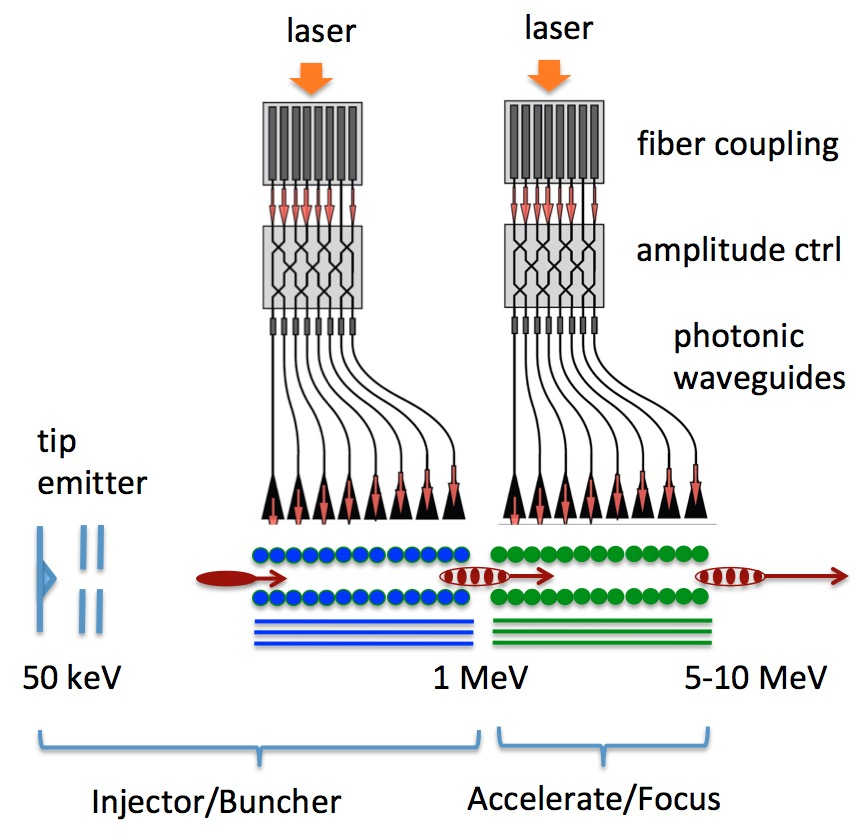 laser
laser
fiber coupling
amplitude ctrl
photonic
waveguides
tip
emitter
50 keV
1 MeV
5-10 MeV
Injector/Buncher
Accelerate/Focus